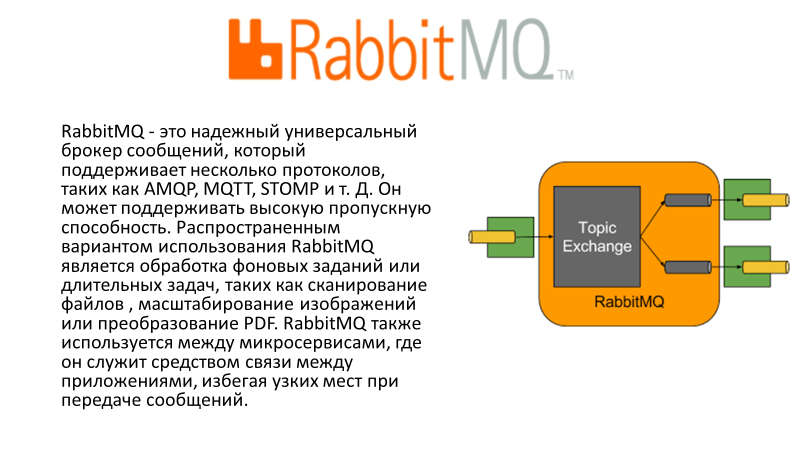 RabbitMQ™
RabbitMQ - это надежный универсальный
брокер сообщений, который
поддерживает несколько протоколов,
таких как AMQP, MQTT, STOMP и т. Д. Он
может поддерживать высокую пропускную
способность. Распространенным
вариантом использования RabbitMQ
является обработка фоновых заданий или
длительных задач, таких как сканирование
файлов , масштабирование изображений
или преобразование PDF. RabbitMQ также
используется между микросервисами, где
он служит средством связи между
приложениями, избегая узких мест при
передаче сообщений.
Topic
Exchange
RabbitMQ